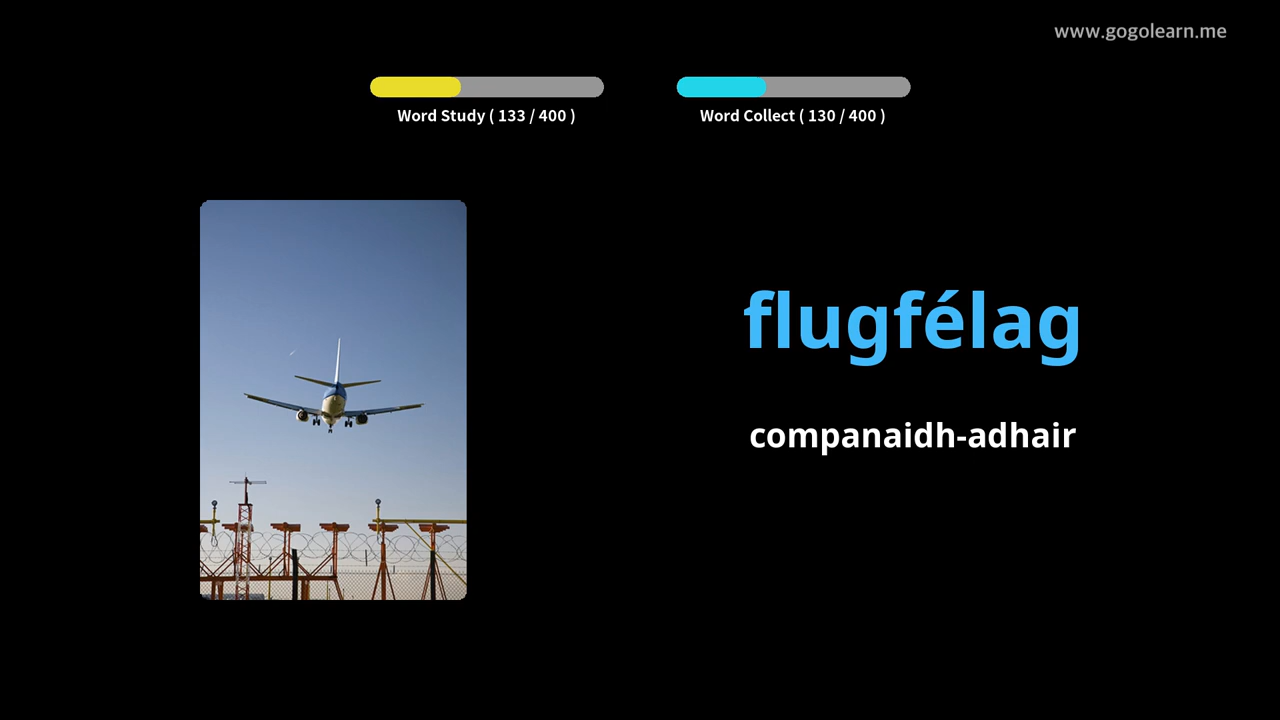 www.gogolearn.me
Word Study ( 133 / 400 )
Word Collect ( 130 / 400 )
flugfélag
companaidh-adhair